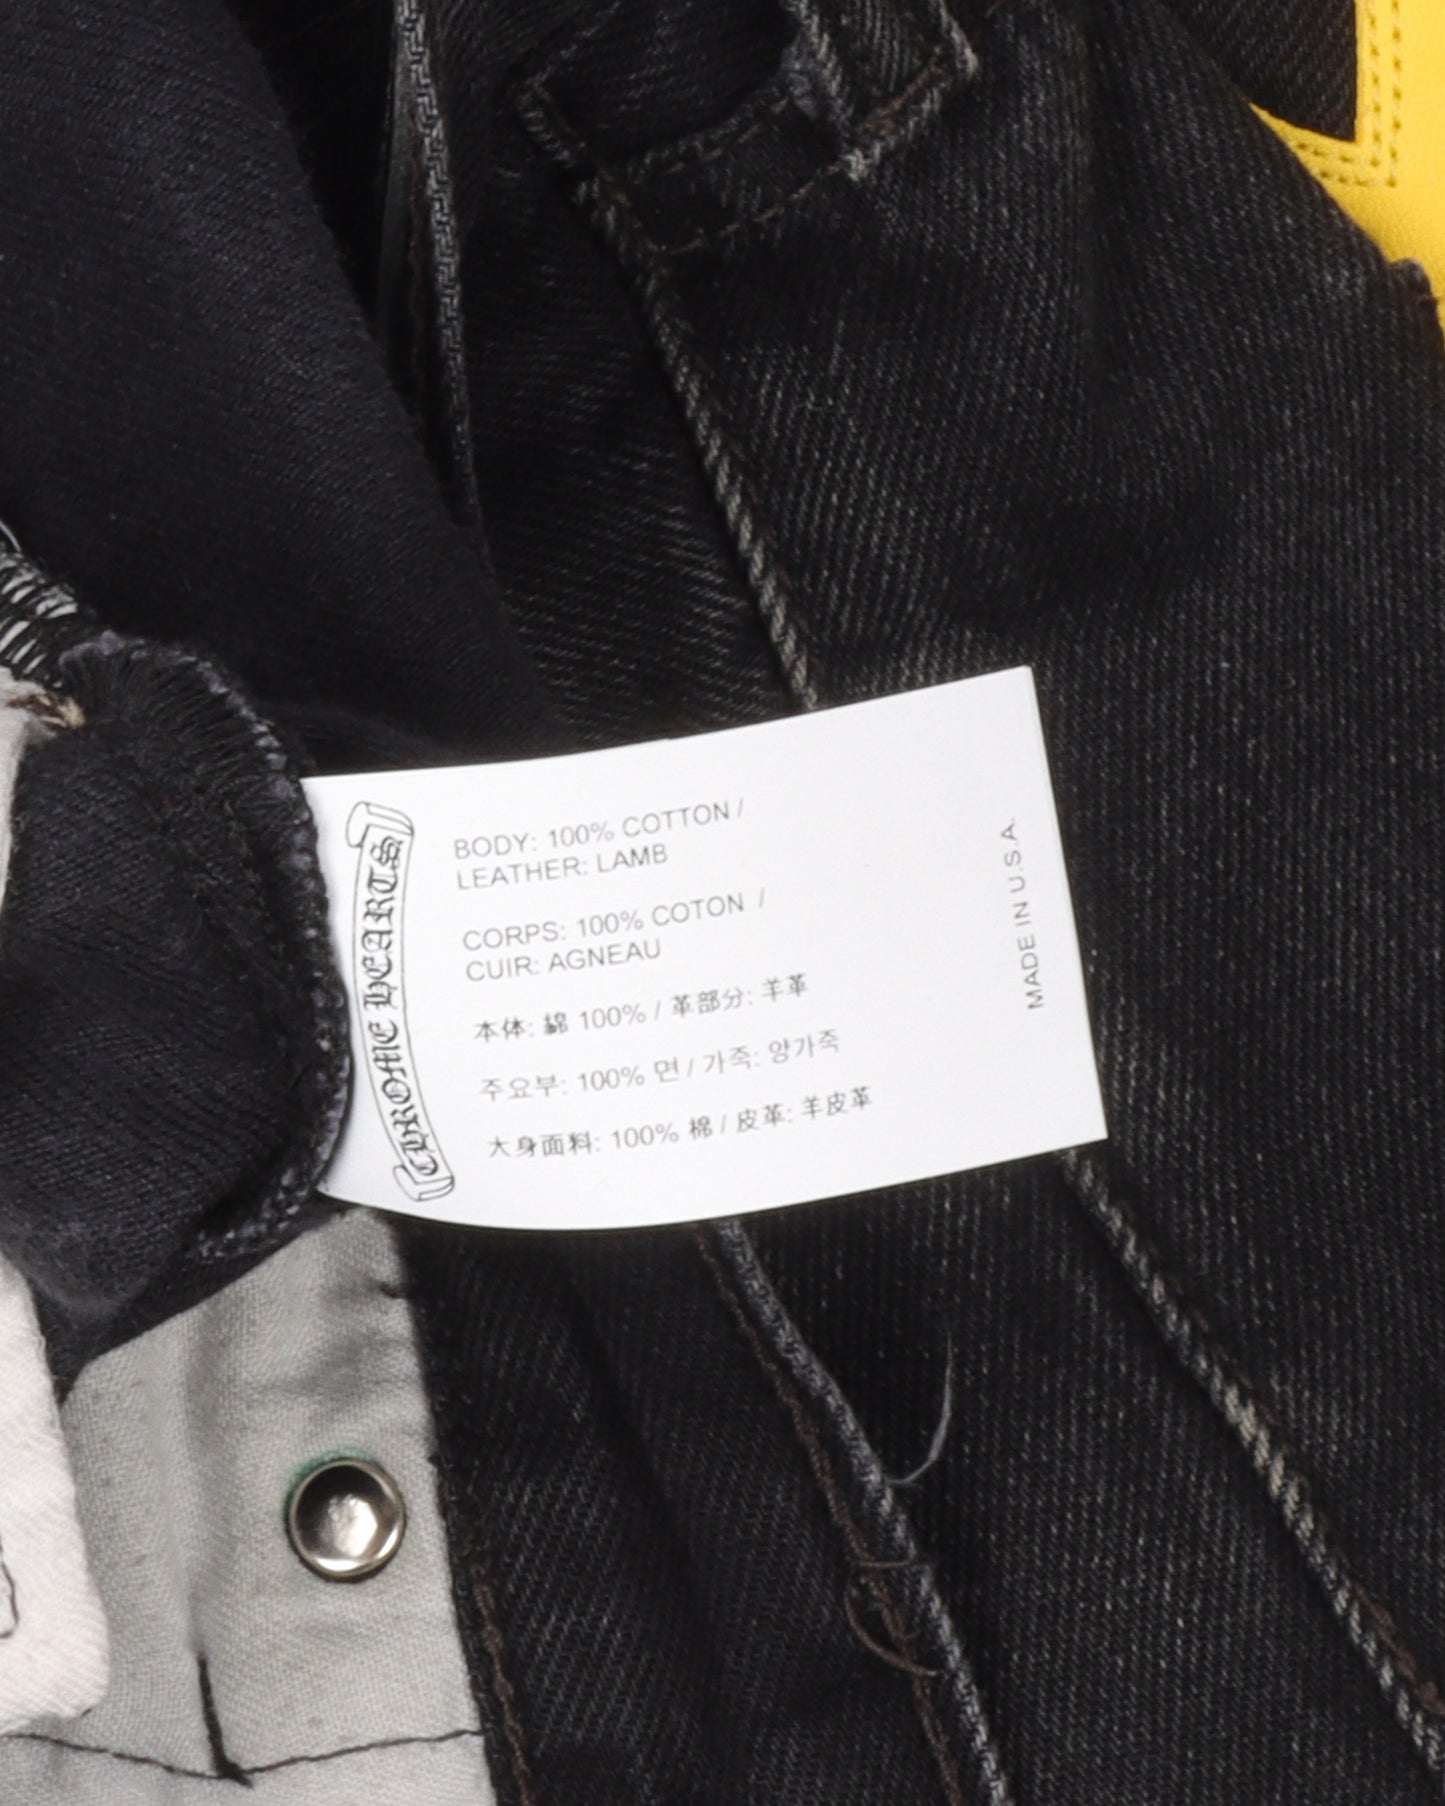 CHROME HEARTS
BODY: 100% COTTON /
LEATHER: LAMB
CORPS: 100% COTON /
CUIR: AGNEAU
本体: 綿 100% / 革部分: 羊革
주요부: 100% 면 / 가죽: 양가죽
大身面料: 100% 棉 / 皮革: 羊皮革
MADE IN U.S.A.